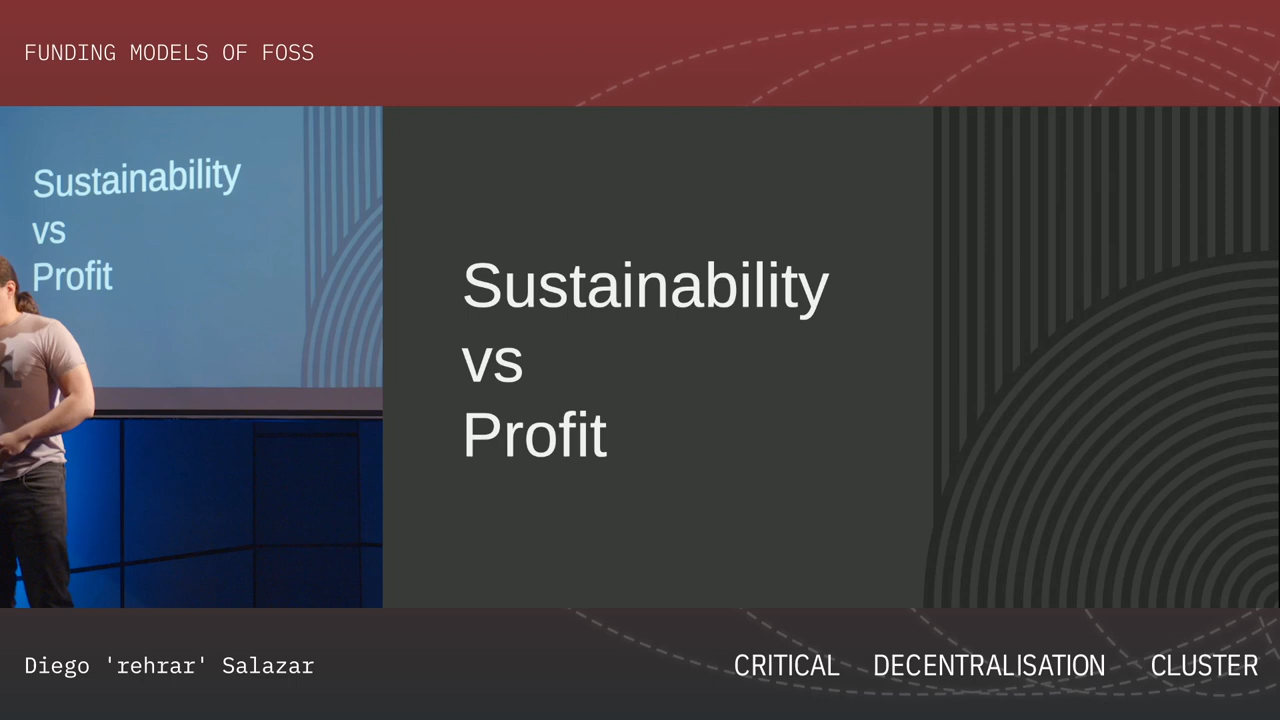 FUNDING MODELS OF FOSS
Sustainability
vs
Profit
Sustainability
vs
Profit
Diego 'rehrar' Salazar
CRITICAL DECENTRALISATION CLUSTER